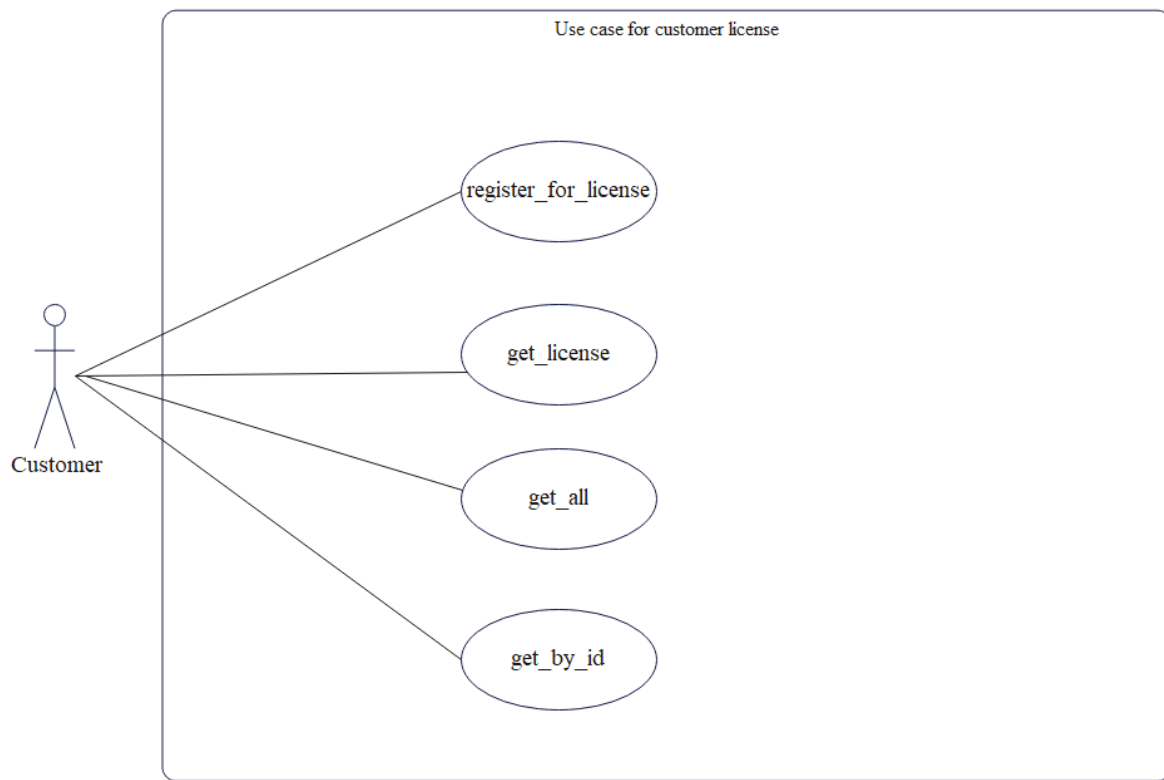 Use case for customer license
register_for_license
get_license
Customer
get_all
get_by_id